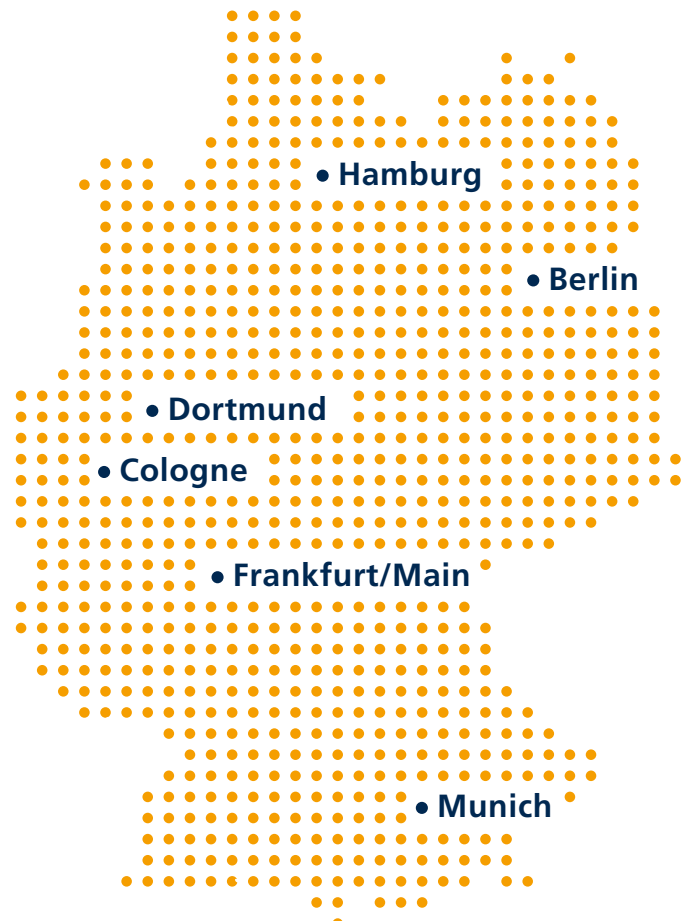 Hamburg
Berlin
Dortmund
Cologne
Frankfurt/Main
Munich